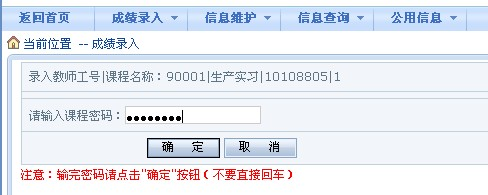 返回首页 成绩录入 信息维护 信息查询 公用信息
当前位置 -- 成绩录入
录入教师工号|课程名称：90001|生产实习|10108805|1
请输入课程密码：●●●●●●●●
确 定 取 消
注意：输完密码请点击"确定"按钮（不要直接回车）